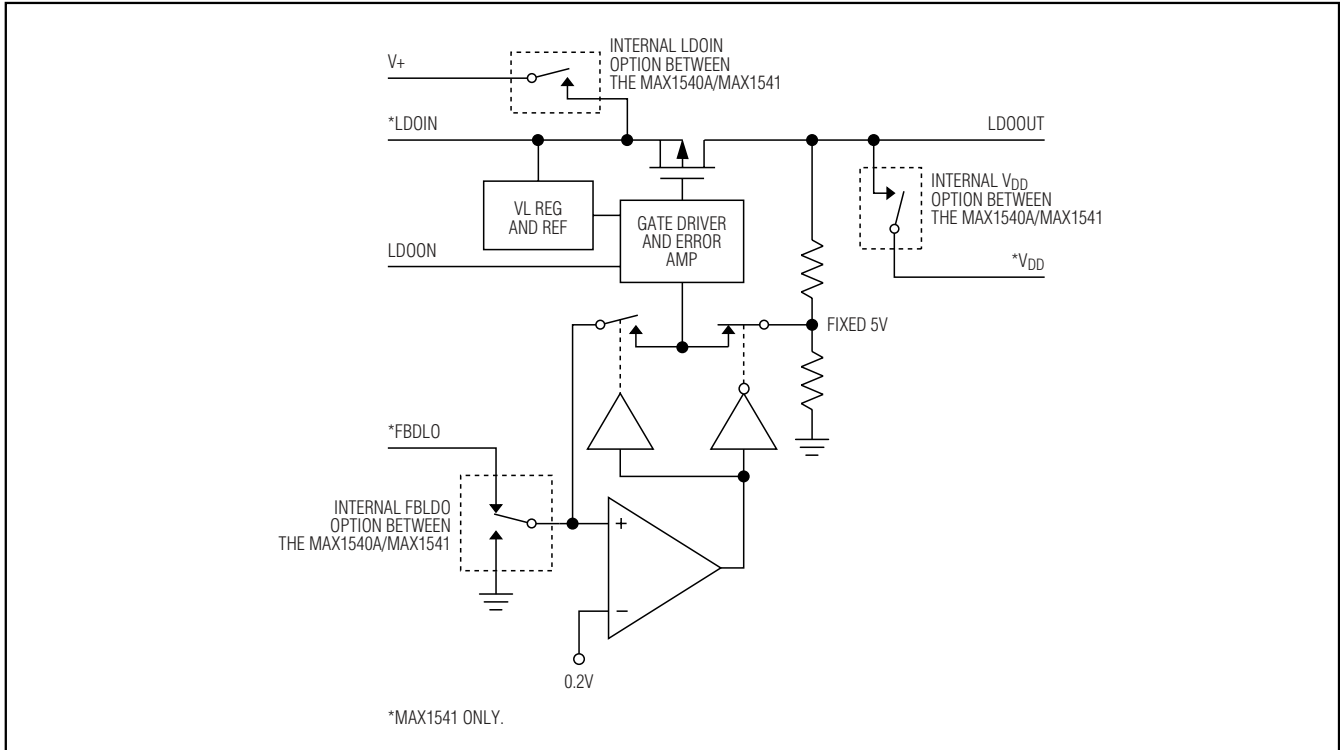 V+
INTERNAL LDOIN
OPTION BETWEEN
THE MAX1540A/MAX1541
*LDOIN
LDOOUT
VL REG
AND REF
GATE DRIVER
AND ERROR
AMP
INTERNAL VDD
OPTION BETWEEN
THE MAX1540A/MAX1541
LDOON
*VDD
FIXED 5V
*FBDLO
INTERNAL FBLDO
OPTION BETWEEN
THE MAX1540A/MAX1541
+
−
0.2V
*MAX1541 ONLY.